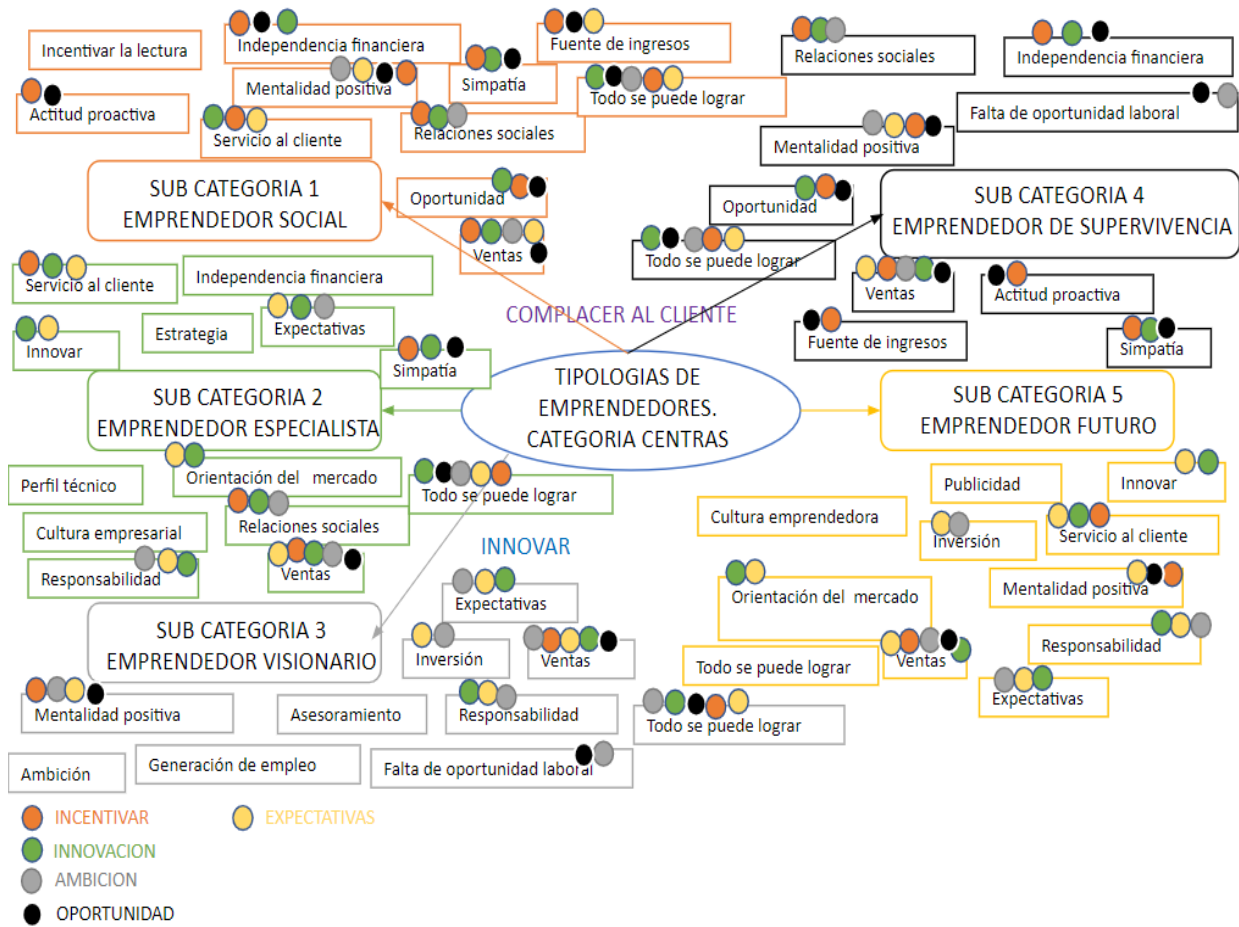 Incentivar la lectura
Independencia financiera
Fuente de ingresos
Mentalidad positiva
Simpatía
Todo se puede lograr
Actitud proactiva
Servicio al cliente
Relaciones sociales
SUB CATEGORIA 1
EMPRENDEDOR SOCIAL
Oportunidad
Ventas
Relaciones sociales
Independencia financiera
Falta de oportunidad laboral
Mentalidad positiva
Oportunidad
SUB CATEGORIA 4
EMPRENDEDOR DE SUPERVIVENCIA
Todo se puede lograr
Ventas
Actitud proactiva
Fuente de ingresos
Simpatía
COMPLACER AL CLIENTE
Servicio al cliente
Independencia financiera
Innovar
Estrategia
Expectativas
Simpatía
SUB CATEGORIA 2
EMPRENDEDOR ESPECIALISTA
TIPOLOGIAS DE
EMPRENDEDORES.
CATEGORIA CENTRAS
SUB CATEGORIA 5
EMPRENDEDOR FUTURO
Perfil técnico
Orientación del mercado
Todo se puede lograr
Cultura empresarial
Relaciones sociales
Responsabilidad
Ventas
INNOVAR
Cultura emprendedora
Publicidad
Innovar
Inversión
Servicio al cliente
Orientación del mercado
Mentalidad positiva
Todo se puede lograr
Ventas
Responsabilidad
Expectativas
SUB CATEGORIA 3
EMPRENDEDOR VISIONARIO
Expectativas
Inversión
Ventas
Mentalidad positiva
Asesoramiento
Responsabilidad
Todo se puede lograr
Ambición
Generación de empleo
Falta de oportunidad laboral
INCENTIVAR
EXPECTATIVAS
INNOVACION
AMBICION
OPORTUNIDAD